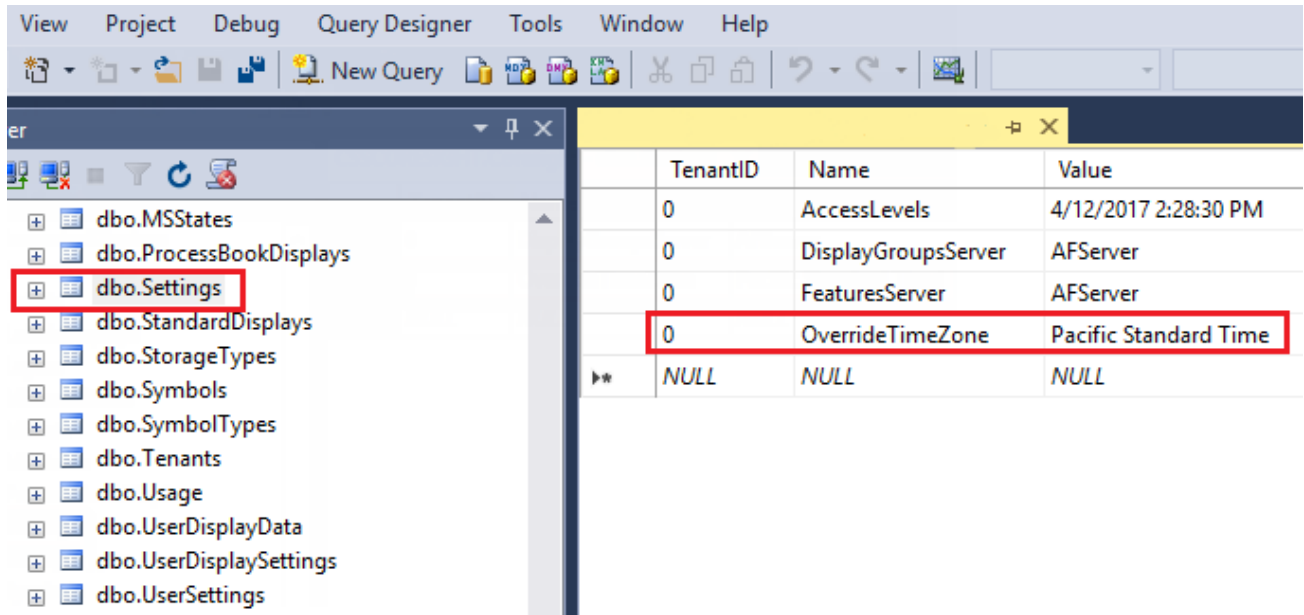 View Project Debug Query Designer Tools Window Help
New Query
er
dbo.MSStates
dbo.ProcessBookDisplays
dbo.Settings
dbo.StandardDisplays
dbo.StorageTypes
dbo.Symbols
dbo.SymbolTypes
dbo.Tenants
dbo.Usage
dbo.UserDisplayData
dbo.UserDisplaySettings
dbo.UserSettings
TenantID Name Value
0 AccessLevels 4/12/2017 2:28:30 PM
0 DisplayGroupsServer AFServer
0 FeaturesServer AFServer
0 OverrideTimeZone Pacific Standard Time
NULL NULL NULL